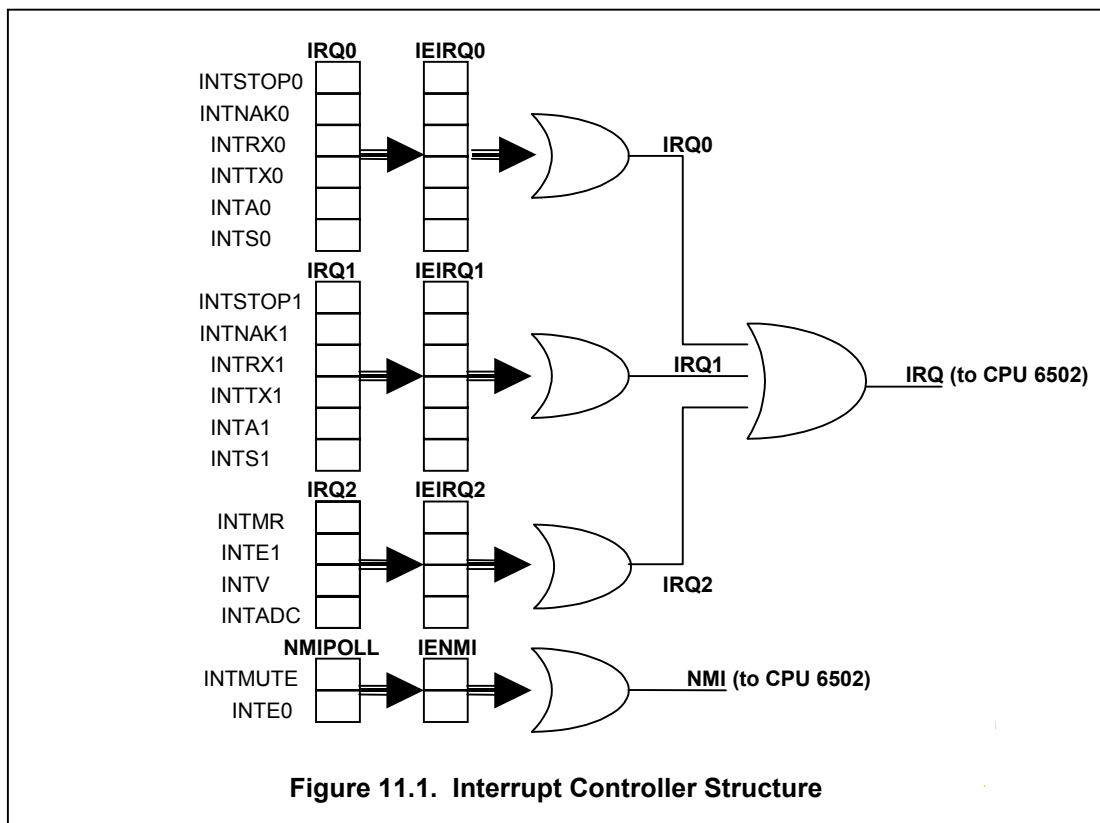 IRQ0 IEIRQ0
INTSTOP0
INTNAK0
INTRX0
INTTX0
INTA0
INTS0
IRQ0
IRQ1 IEIRQ1
INTSTOP1
INTNAK1
INTRX1
INTTX1
INTA1
INTS1
IRQ1
IRQ (to CPU 6502)
IRQ2 IEIRQ2
INTMR
INTE1
INTV
INTADC
IRQ2
NMIPOLL IENMI
INTMUTE
INTE0
NMI (to CPU 6502)
Figure 11.1. Interrupt Controller Structure